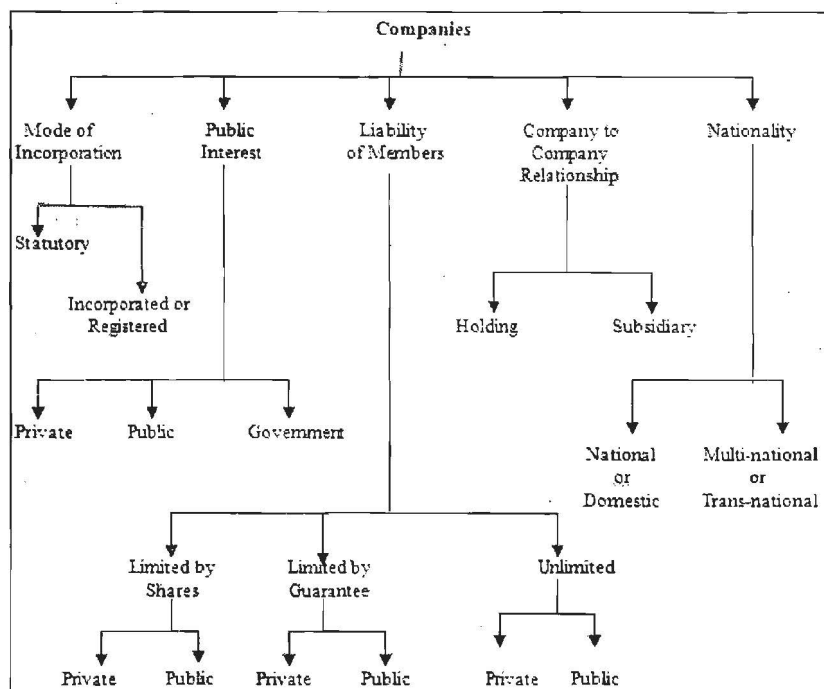 Companies
Mode of
Incorporation
Public
Interest
Liability
of Members
Company to
Company
Relationship
Nationality
Statutory
Incorporated or
Registered
Holding
Subsidiary
Private
Public
Government
National
or
Domestic
Multi-national
or
Trans-national
Limited by
Shares
Limited by
Guarantee
Unlimited
Private
Public
Private
Public
Private
Public